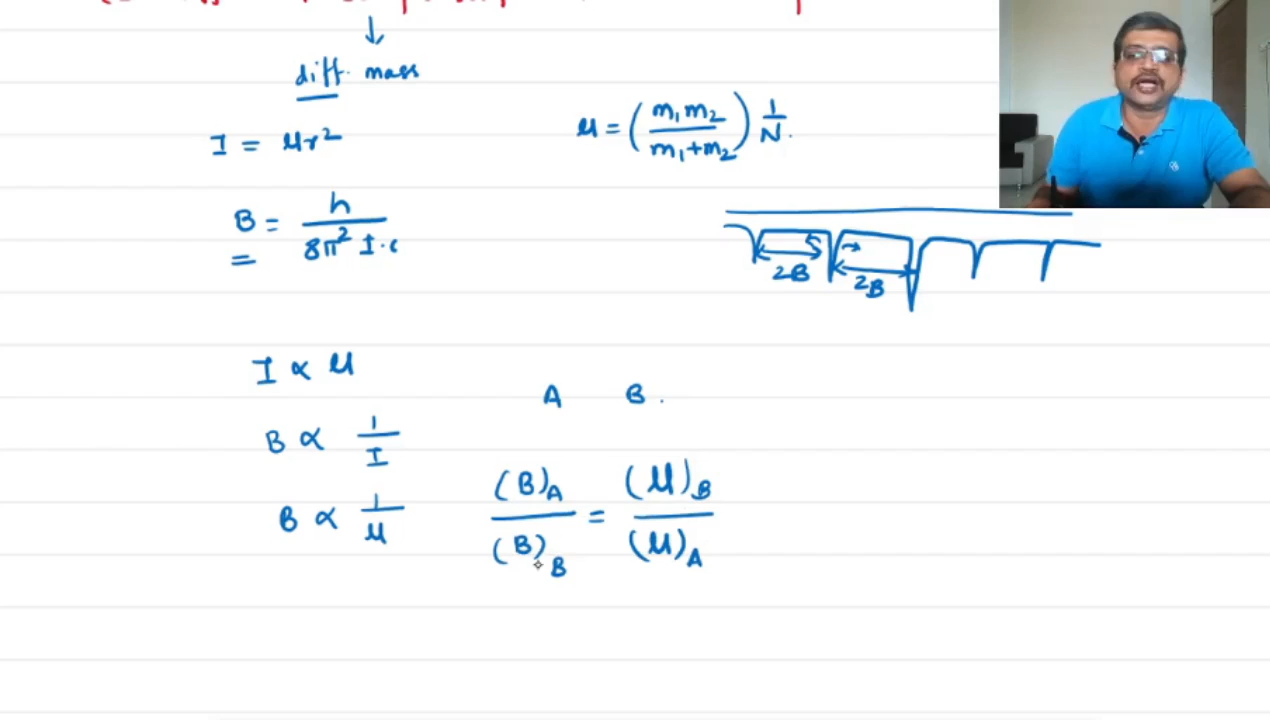 diff. mass
I = μr²
μ = (m₁m₂ / m₁+m₂) 1/N.
B = h / 8π² I·c
2B 2B
I ∝ μ
A B.
B ∝ 1/I
(B)A / (B)B = (μ)B / (μ)A
B ∝ 1/μ